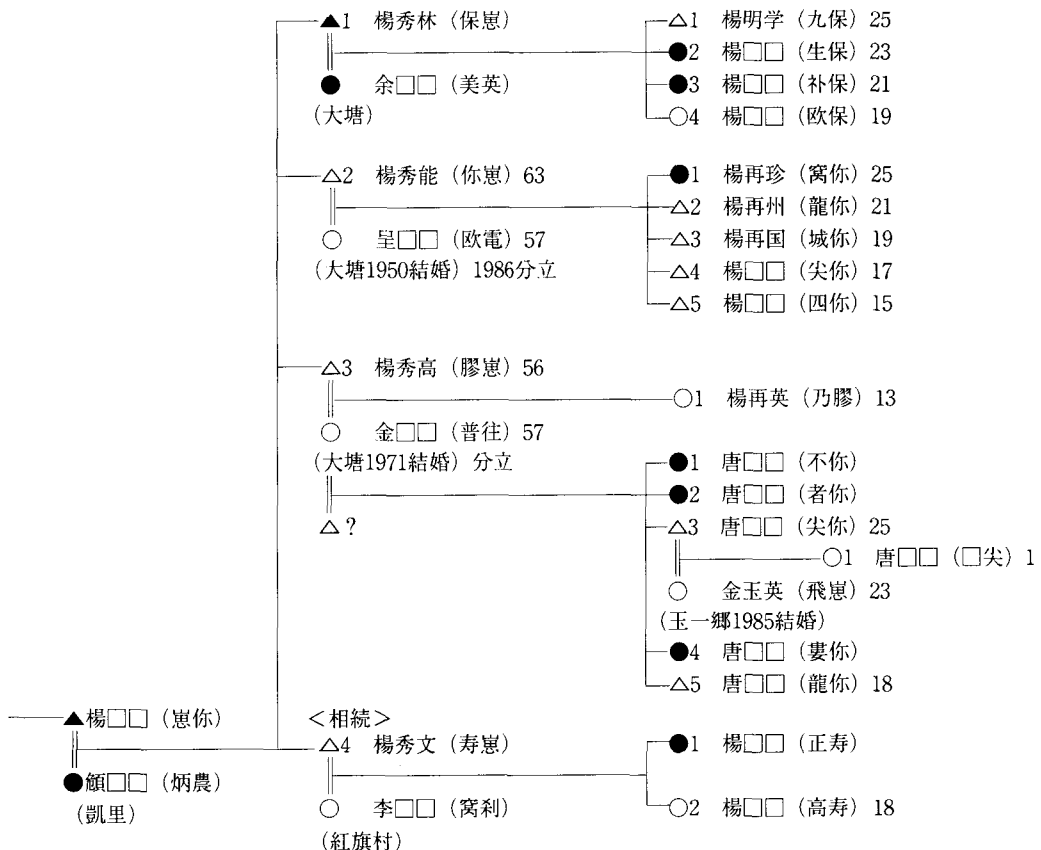 ▲1 楊秀林（保崽） △1 楊明学（九保）25
●2 楊□□（生保）23
● 余□□（美英） ●3 楊□□（补保）21
（大塘） ○4 楊□□（欧保）19
△2 楊秀能（你崽）63 ●1 楊再珍（窝你）25
△2 楊再州（龍你）21
○ 呈□□（欧電）57 △3 楊再国（城你）19
（大塘1950結婚）1986分立 △4 楊□□（尖你）17
△5 楊□□（四你）15
△3 楊秀高（膠崽）56
○1 楊再英（乃膠）13
○ 金□□（普往）57
（大塘1971結婚）分立 ●1 唐□□（不你）
●2 唐□□（者你）
△？ △3 唐□□（尖你）25
○1 唐□□（□尖）1
○ 金玉英（飛崽）23
（玉一郷1985結婚）
●4 唐□□（婁你）
△5 唐□□（龍你）18
▲楊□□（崽你） ＜相続＞
△4 楊秀文（寿崽） ●1 楊□□（正寿）
●顧□□（炳農） ○ 李□□（窝利） ○2 楊□□（高寿）18
（凱里）
（紅旗村）